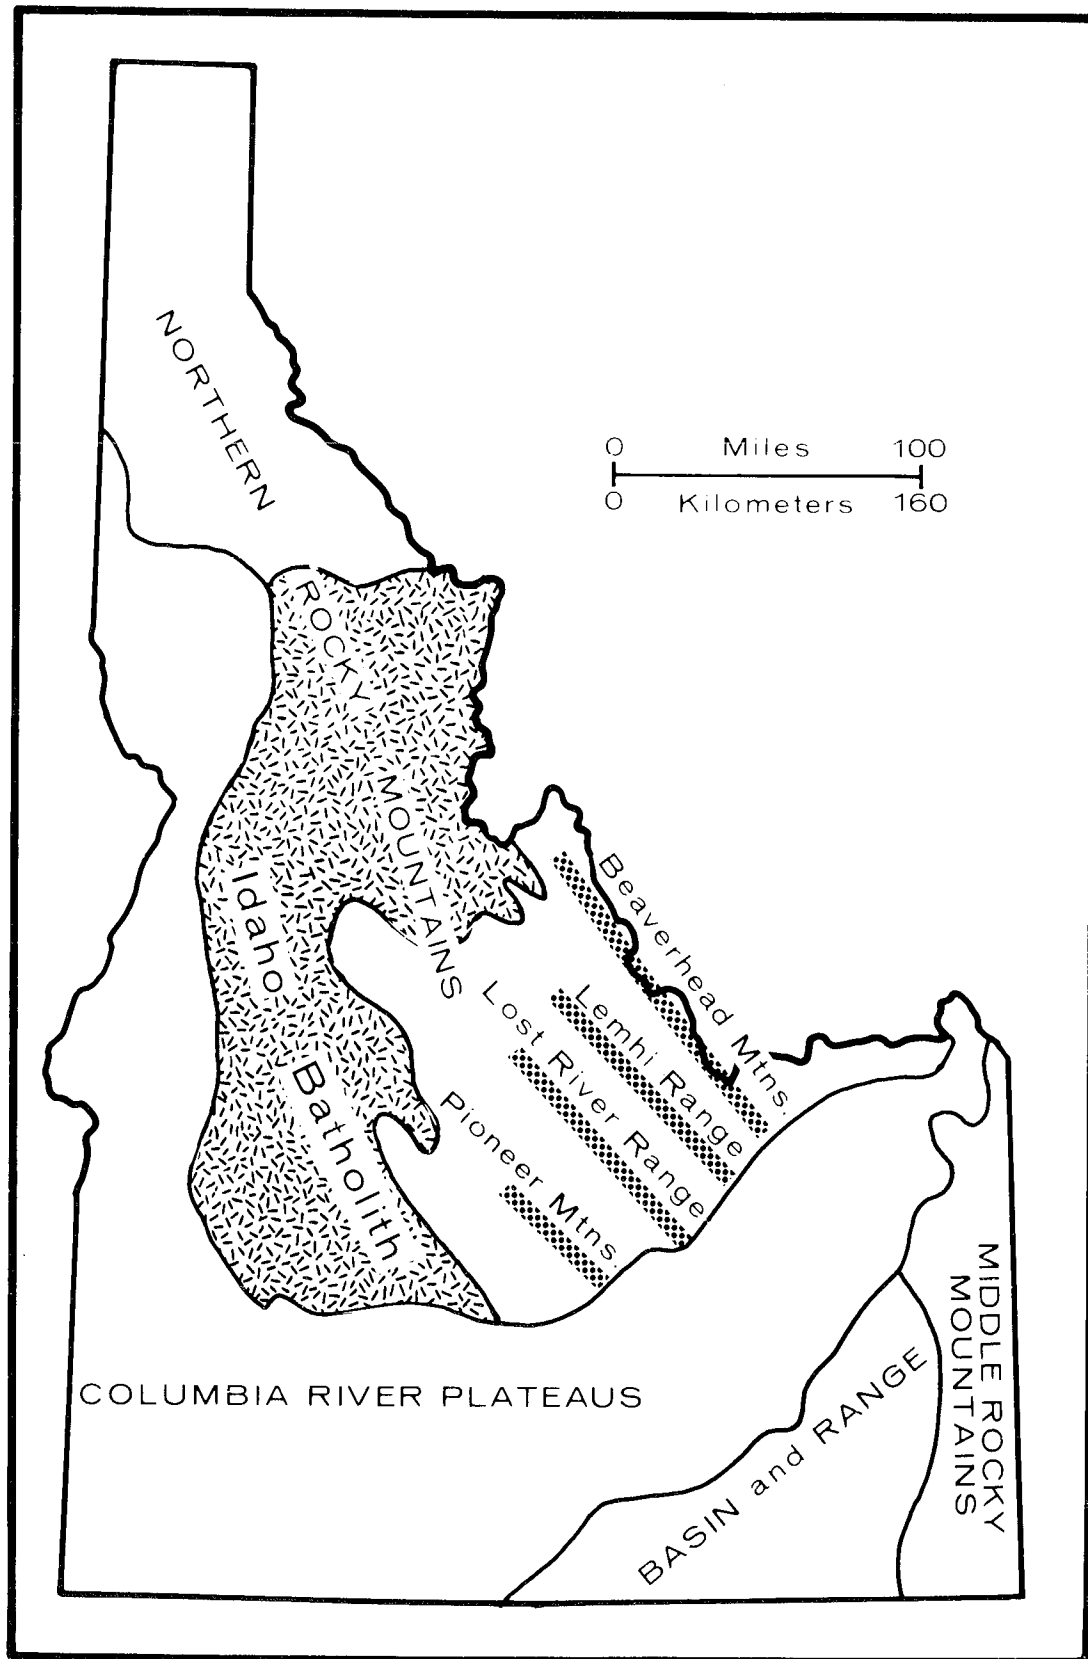 NORTHERN
ROCKY
MOUNTAINS
0 Miles 100
0 Kilometers 160
Idaho Batholith
Beaverhead Mtns.
Lemhi Range
Lost River Range
Pioneer Mtns.
COLUMBIA RIVER PLATEAUS
BASIN and RANGE
MIDDLE ROCKY
MOUNTAINS